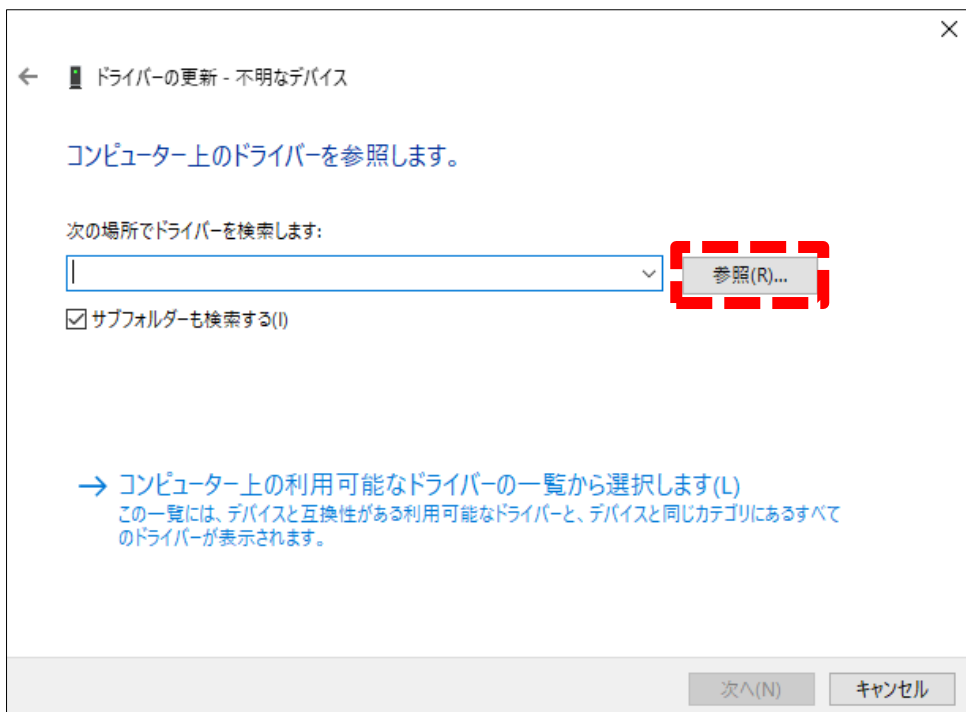 ドライバーの更新 - 不明なデバイス
コンピューター上のドライバーを参照します。
次の場所でドライバーを検索します:
参照(R)...
サブフォルダーも検索する(I)
コンピューター上の利用可能なドライバーの一覧から選択します(L)
この一覧には、デバイスと互換性がある利用可能なドライバーと、デバイスと同じカテゴリにあるすべて
のドライバーが表示されます。
次へ(N)
キャンセル